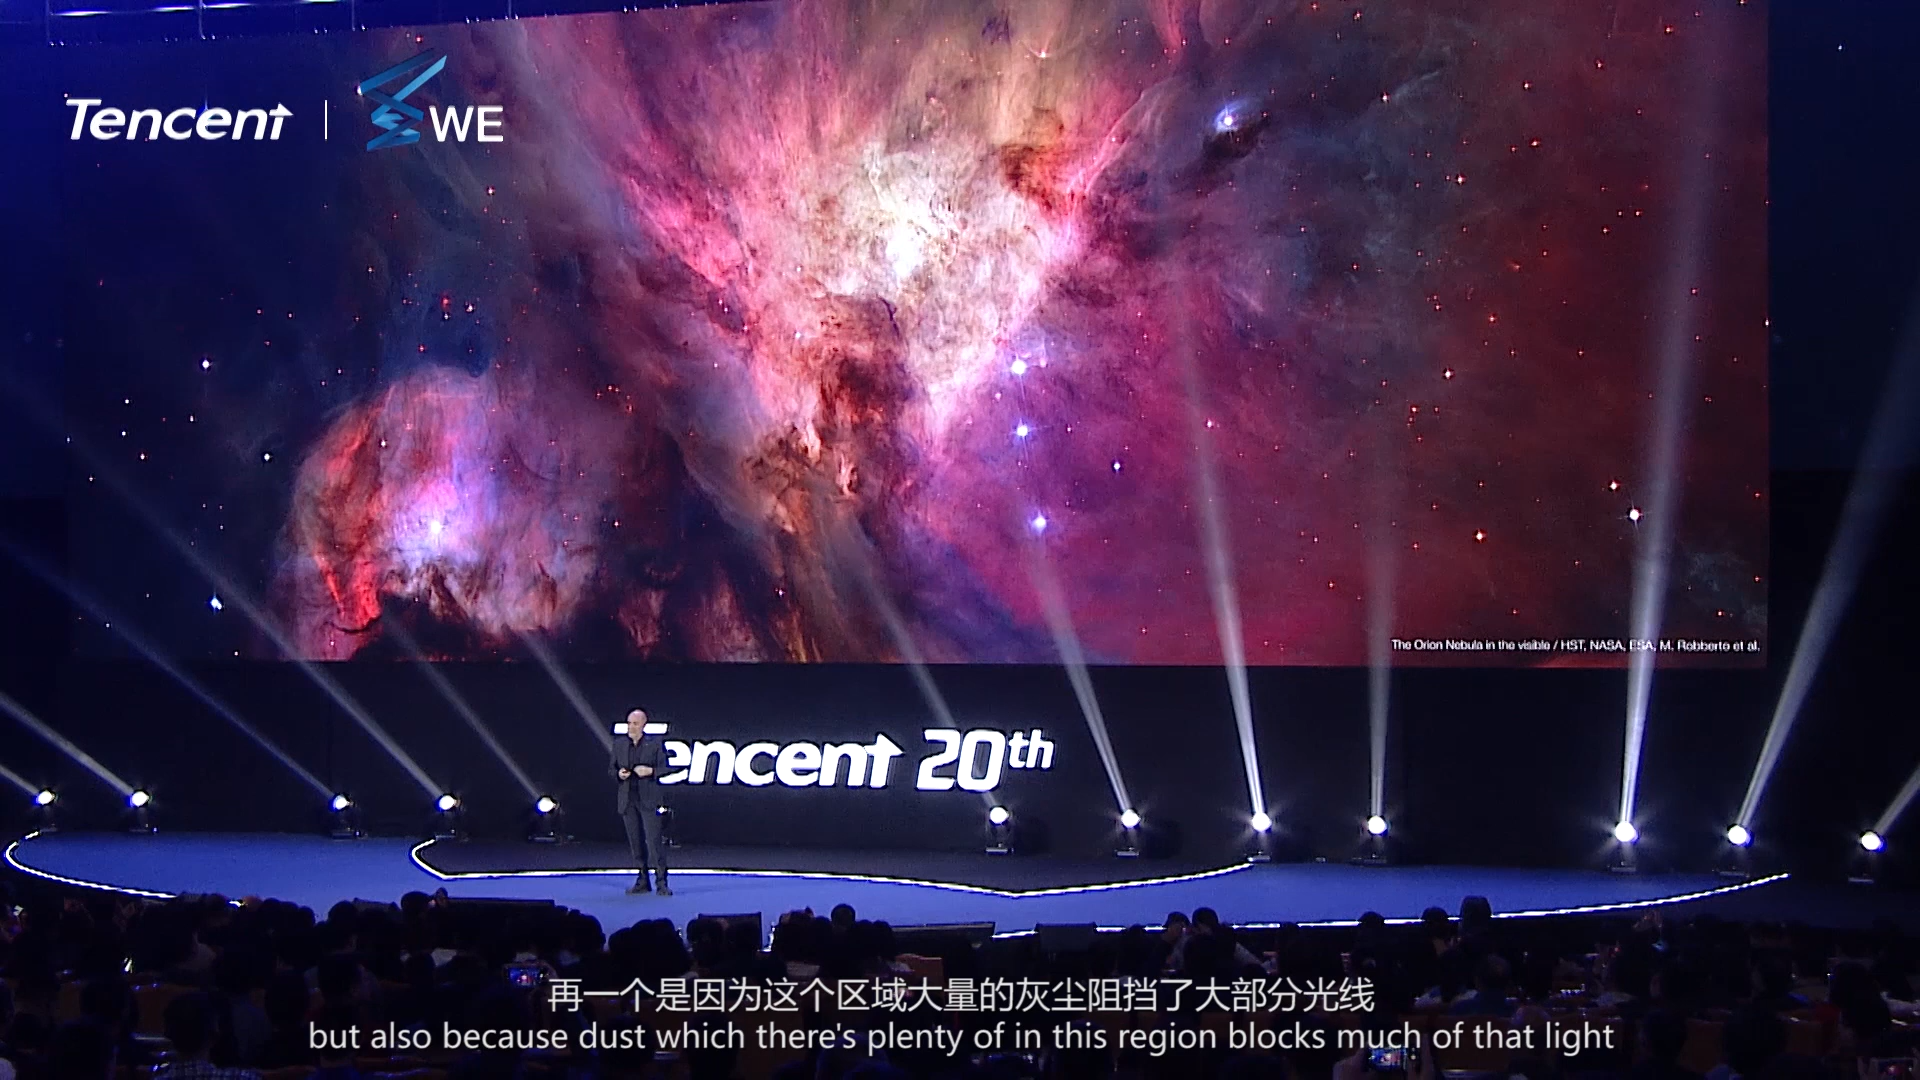 Tencent | WE
The Orion Nebula in the visible / HST, NASA, ESA, M. Robberto et al.
Tencent 20th
再一个是因为这个区域大量的灰尘阻挡了大部分光线
but also because dust which there's plenty of in this region blocks much of that light